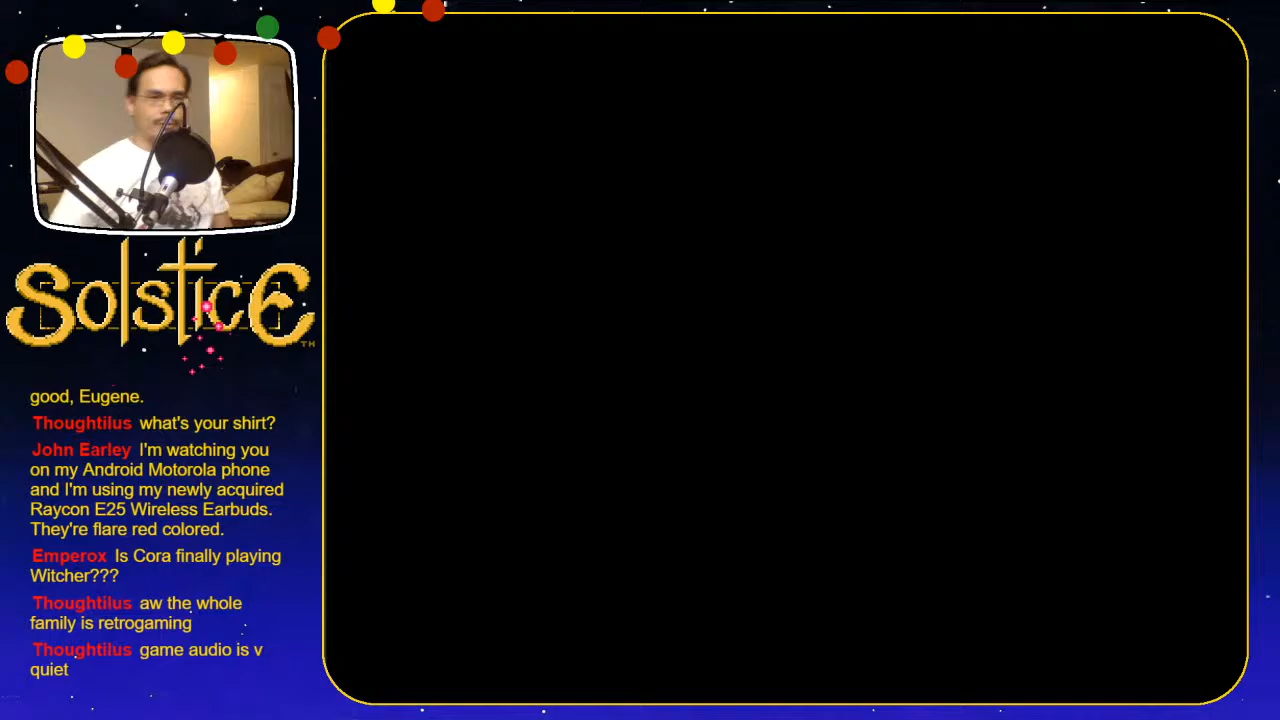 Solstice
TM
good, Eugene.
Thoughtilus what's your shirt?
John Earley I'm watching you
on my Android Motorola phone
and I'm using my newly acquired
Raycon E25 Wireless Earbuds.
They're flare red colored.
Emperox Is Cora finally playing
Witcher???
Thoughtilus aw the whole
family is retrogaming
Thoughtilus game audio is v
quiet